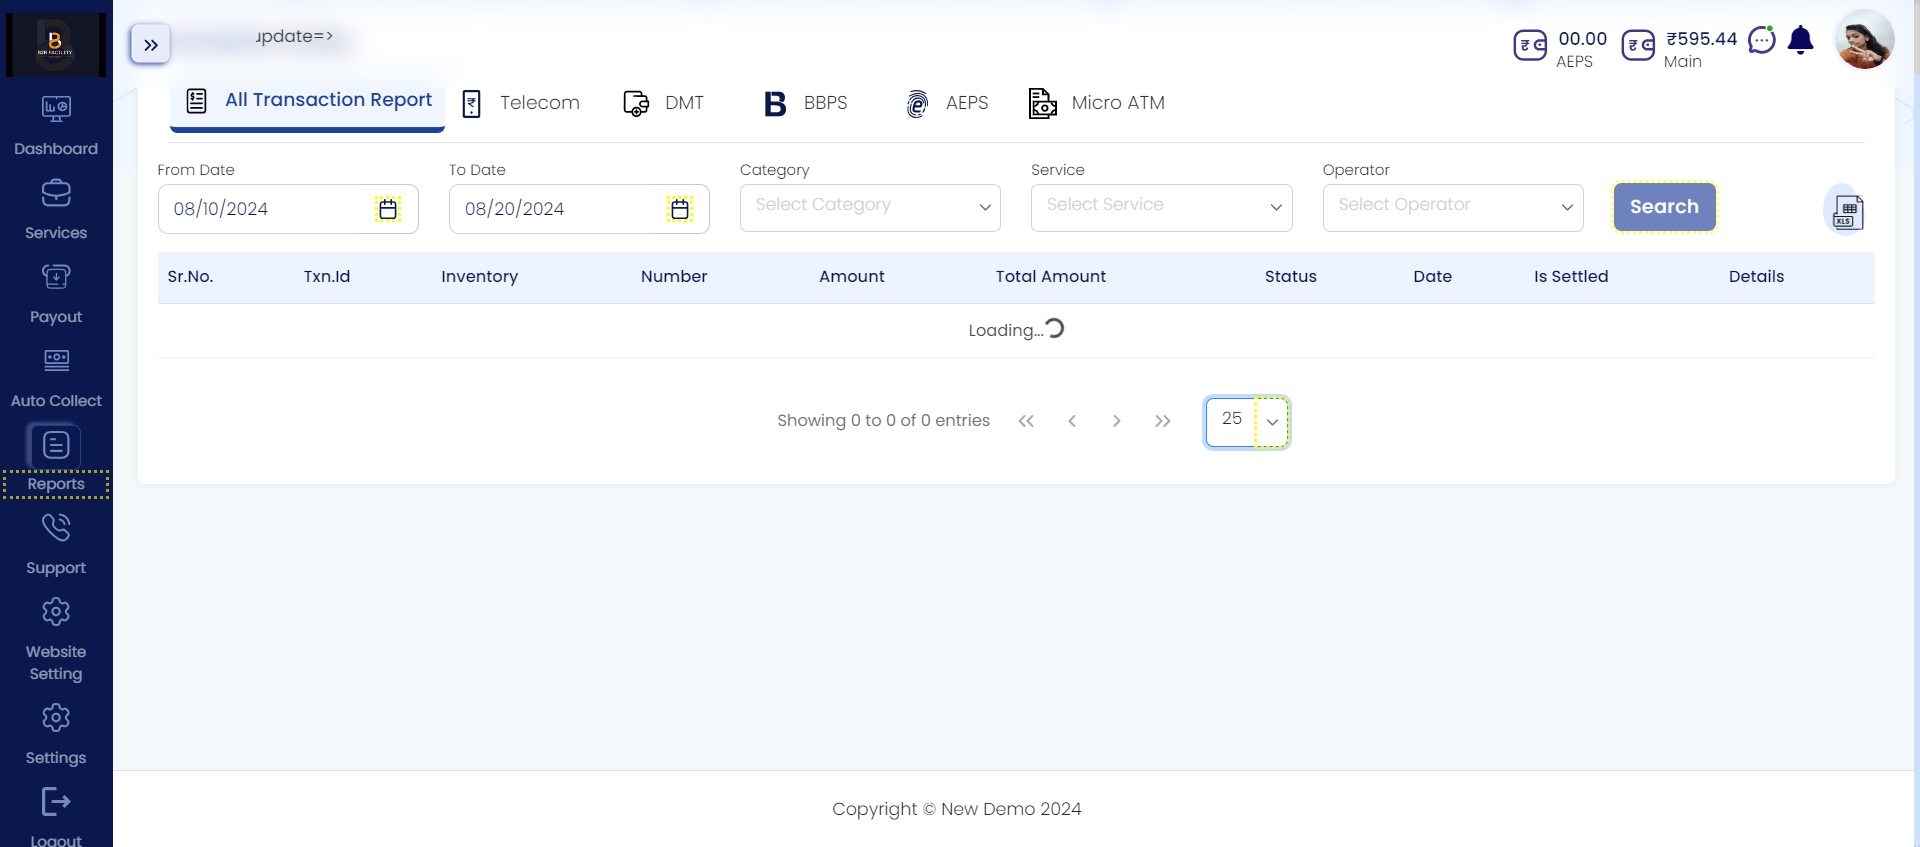 B2B FACILITY
update=>
00.00
AEPS
₹595.44
Main
All Transaction Report
Telecom
DMT
BBPS
AEPS
Micro ATM
Dashboard
Services
Payout
Auto Collect
Reports
Support
Website
Setting
Settings
Logout
From Date
To Date
Category
Service
Operator
08/10/2024
08/20/2024
Select Category
Select Service
Select Operator
Search
XLS
Sr.No.
Txn.Id
Inventory
Number
Amount
Total Amount
Status
Date
Is Settled
Details
Loading...
Showing 0 to 0 of 0 entries
25
Copyright © New Demo 2024